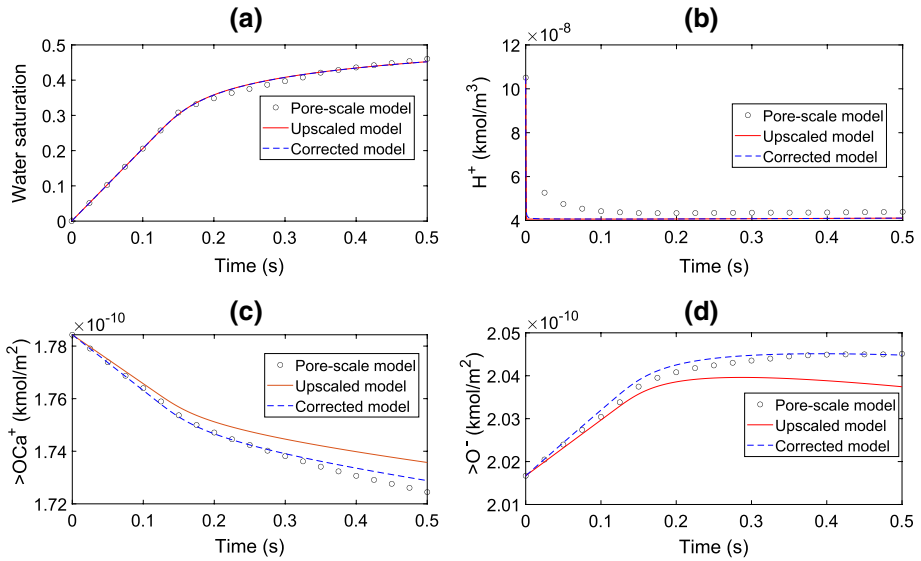 (a)
Water saturation
0.5
0.4
0.3
0.2
0.1
0
0 0.1 0.2 0.3 0.4 0.5
Time (s)
Pore-scale model
Upscaled model
Corrected model
(b)
× 10⁻⁸
H⁺ (kmol/m³)
12
10
8
6
4
0 0.1 0.2 0.3 0.4 0.5
Time (s)
Pore-scale model
Upscaled model
Corrected model
(c)
×10⁻¹⁰
>OCa⁺ (kmol/m²)
1.78
1.76
1.74
1.72
0 0.1 0.2 0.3 0.4 0.5
Time (s)
Pore-scale model
Upscaled model
Corrected model
(d)
×10⁻¹⁰
>O⁻ (kmol/m²)
2.05
2.04
2.03
2.02
2.01
0 0.1 0.2 0.3 0.4 0.5
Time (s)
Pore-scale model
Upscaled model
Corrected model